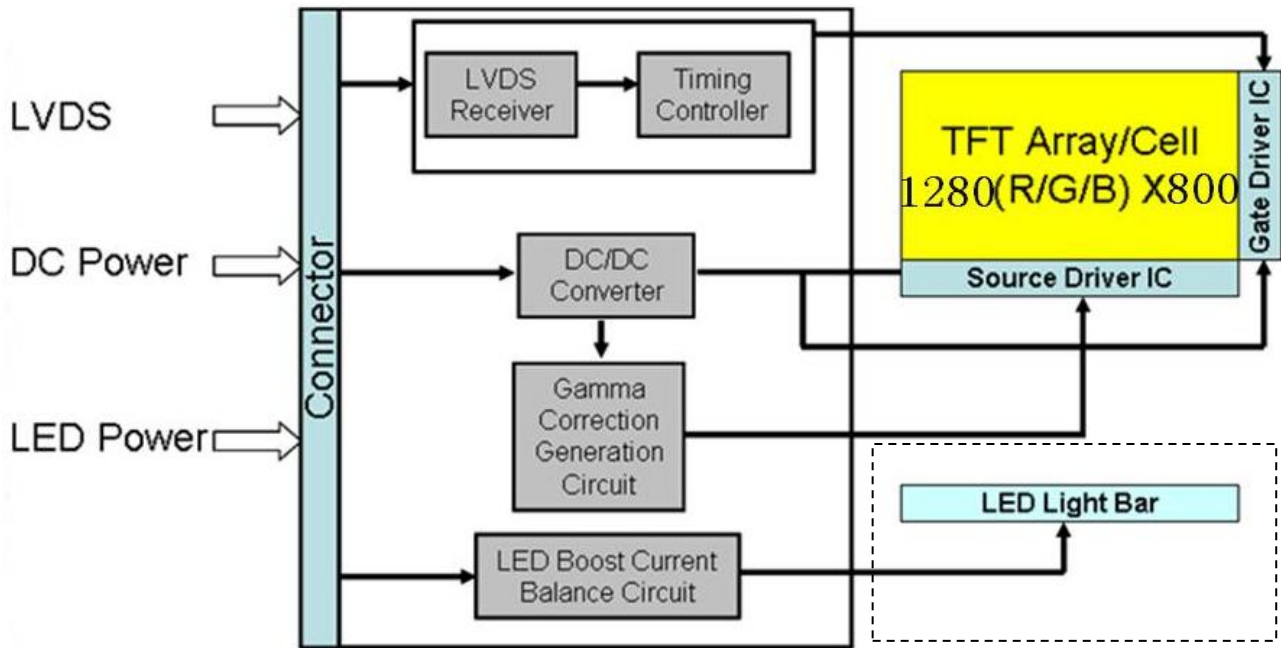 LVDS
DC Power
LED Power
Connector
LVDS
Receiver
Timing
Controller
DC/DC
Converter
Gamma
Correction
Generation
Circuit
LED Boost Current
Balance Circuit
TFT Array/Cell
1280(R/G/B) X800
Gate Driver IC
Source Driver IC
LED Light Bar